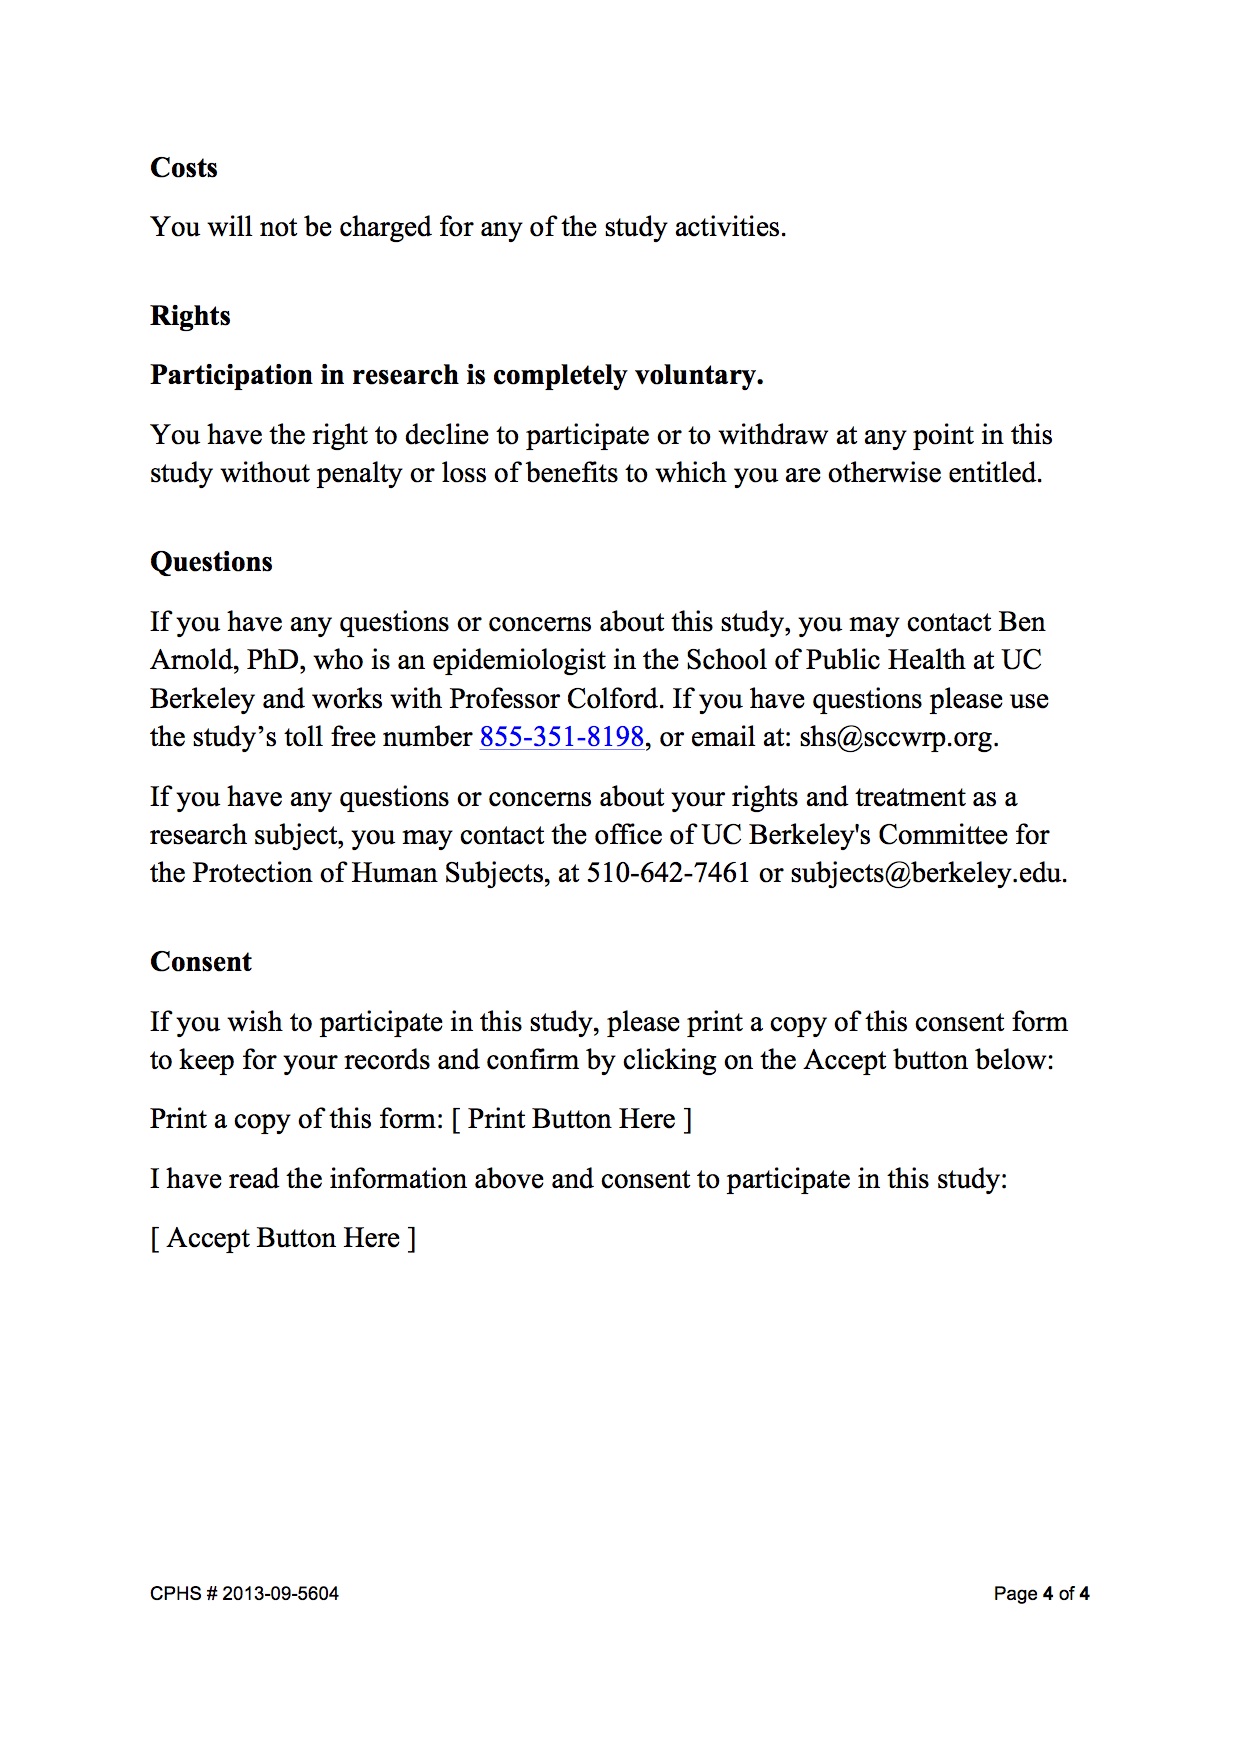 Costs
You will not be charged for any of the study activities.
Rights
Participation in research is completely voluntary.
You have the right to decline to participate or to withdraw at any point in this
study without penalty or loss of benefits to which you are otherwise entitled.
Questions
If you have any questions or concerns about this study, you may contact Ben
Arnold, PhD, who is an epidemiologist in the School of Public Health at UC
Berkeley and works with Professor Colford. If you have questions please use
the study’s toll free number 855-351-8198, or email at: shs@sccwrp.org.
If you have any questions or concerns about your rights and treatment as a
research subject, you may contact the office of UC Berkeley's Committee for
the Protection of Human Subjects, at 510-642-7461 or subjects@berkeley.edu.
Consent
If you wish to participate in this study, please print a copy of this consent form
to keep for your records and confirm by clicking on the Accept button below:
Print a copy of this form: [ Print Button Here ]
I have read the information above and consent to participate in this study:
[ Accept Button Here ]
CPHS # 2013-09-5604 Page 4 of 4